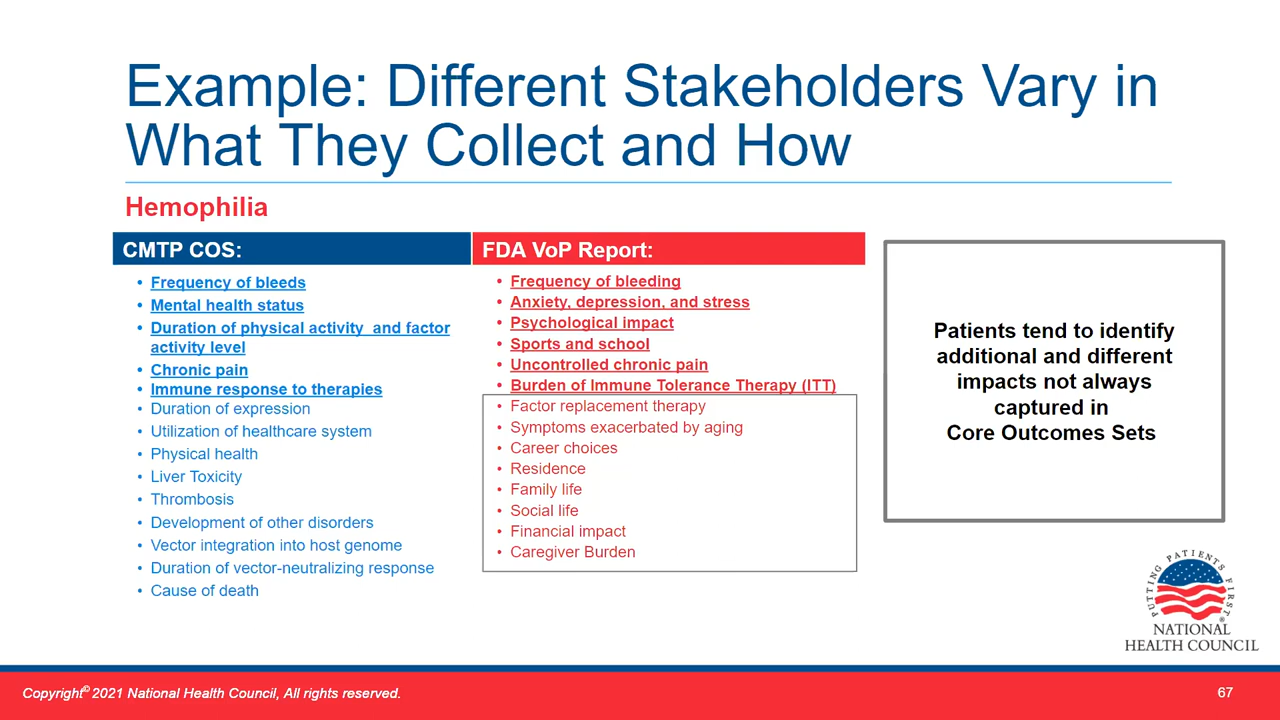 Example: Different Stakeholders Vary in
What They Collect and How
Hemophilia
CMTP COS:
• Frequency of bleeds
• Mental health status
• Duration of physical activity and factor
activity level
• Chronic pain
• Immune response to therapies
• Duration of expression
• Utilization of healthcare system
• Physical health
• Liver Toxicity
• Thrombosis
• Development of other disorders
• Vector integration into host genome
• Duration of vector-neutralizing response
• Cause of death
FDA VoP Report:
• Frequency of bleeding
• Anxiety, depression, and stress
• Psychological impact
• Sports and school
• Uncontrolled chronic pain
• Burden of Immune Tolerance Therapy (ITT)
• Factor replacement therapy
• Symptoms exacerbated by aging
• Career choices
• Residence
• Family life
• Social life
• Financial impact
• Caregiver Burden
Patients tend to identify
additional and different
impacts not always
captured in
Core Outcomes Sets
PUTTING PATIENTS FIRST®
NATIONAL
HEALTH COUNCIL
Copyright© 2021 National Health Council, All rights reserved.
67